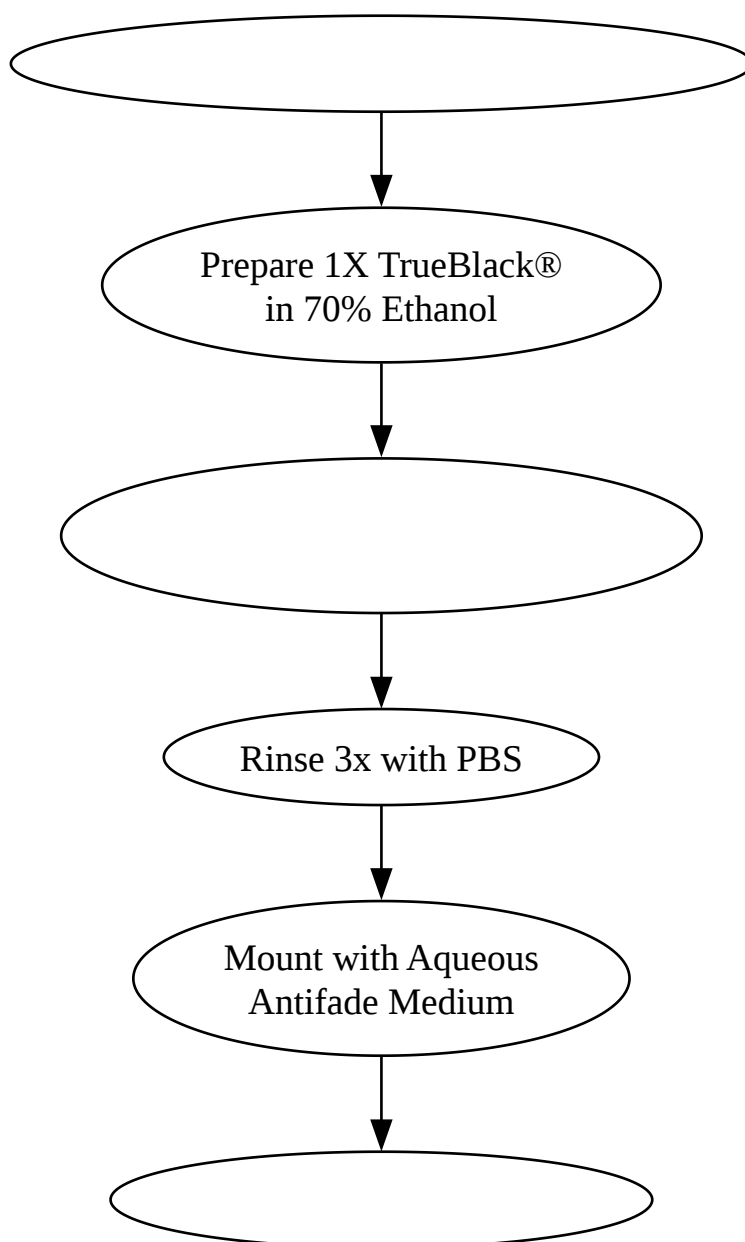 Prepare 1X TrueBlack®
in 70% Ethanol
Rinse 3x with PBS
Mount with Aqueous
Antifade Medium